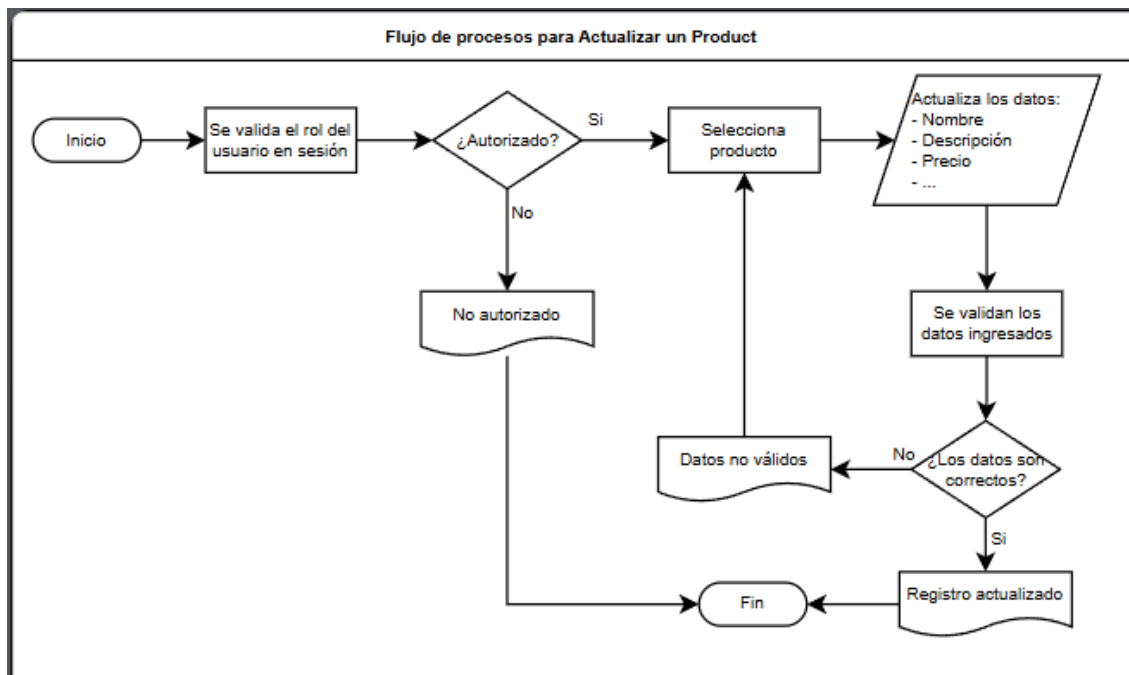 Flujo de procesos para Actualizar un Product
Inicio
Se valida el rol del
usuario en sesión
¿Autorizado?
Si
Selecciona
producto
Actualiza los datos:
- Nombre
- Descripción
- Precio
- ...
No
No autorizado
Se validan los
datos ingresados
Datos no válidos
No
¿Los datos son
correctos?
Si
Fin
Registro actualizado